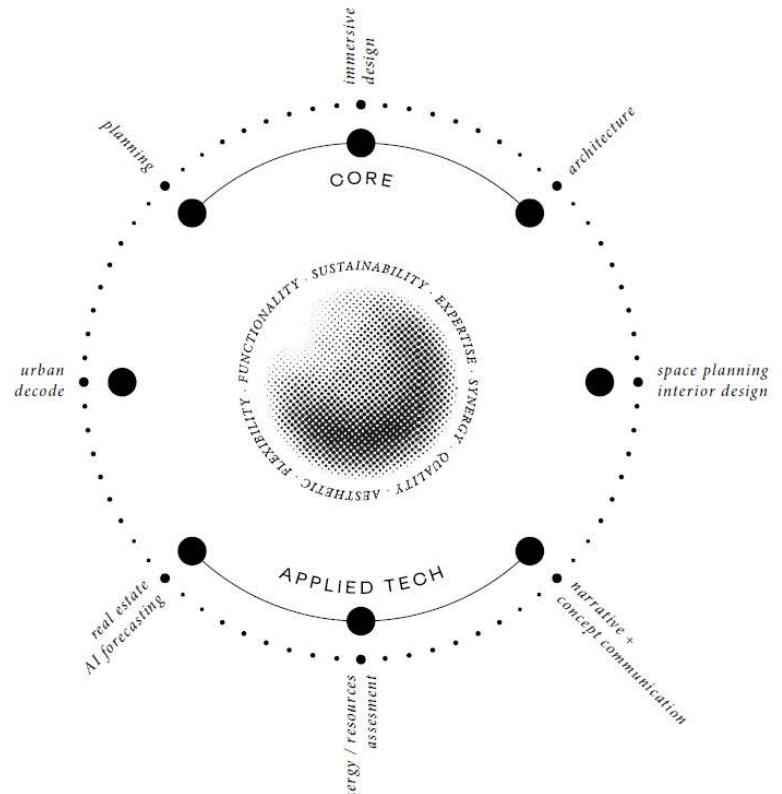 immersive
design
planning
architecture
CORE
FUNCTIONALITY · SUSTAINABILITY · EXPERTISE · SYNERGY · QUALITY · AESTHETIC · FLEXIBILITY ·
urban
decode
space planning
interior design
APPLIED TECH
real estate
AI forecasting
narrative +
concept communication
/ resources
assesment